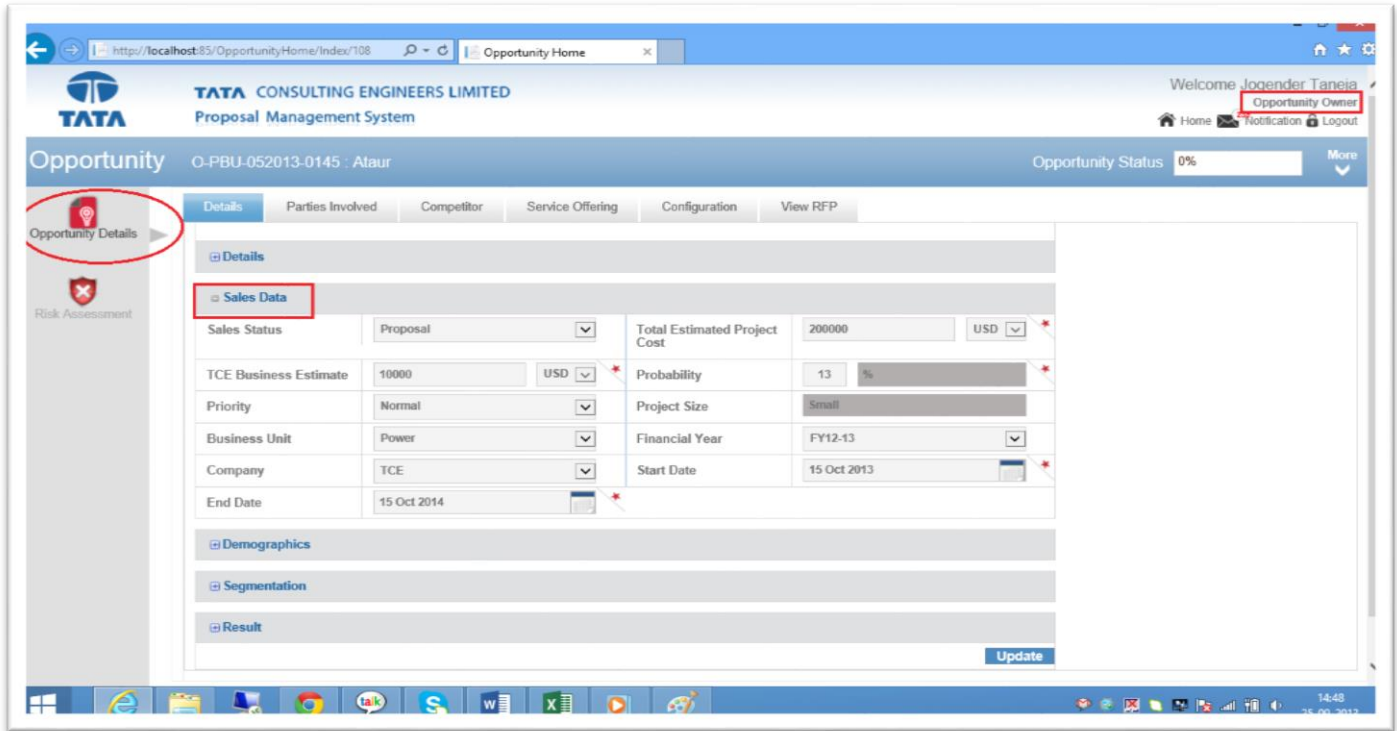 http://localhost:85/OpportunityHome/Index/108
Opportunity Home
TATA
TATA CONSULTING ENGINEERS LIMITED
Proposal Management System
Welcome Jogender Taneja
Opportunity Owner
Home Notification Logout
Opportunity O-PBU-052013-0145 : Ataur Opportunity Status 0% More
Opportunity Details
Risk Assessment
Details Parties Involved Competitor Service Offering Configuration View RFP
Details
Sales Data
Sales Status Proposal Total Estimated Project Cost 200000 USD
TCE Business Estimate 10000 USD Probability 13 %
Priority Normal Project Size Small
Business Unit Power Financial Year FY12-13
Company TCE Start Date 15 Oct 2013
End Date 15 Oct 2014
Demographics
Segmentation
Result
Update
talk
14:48